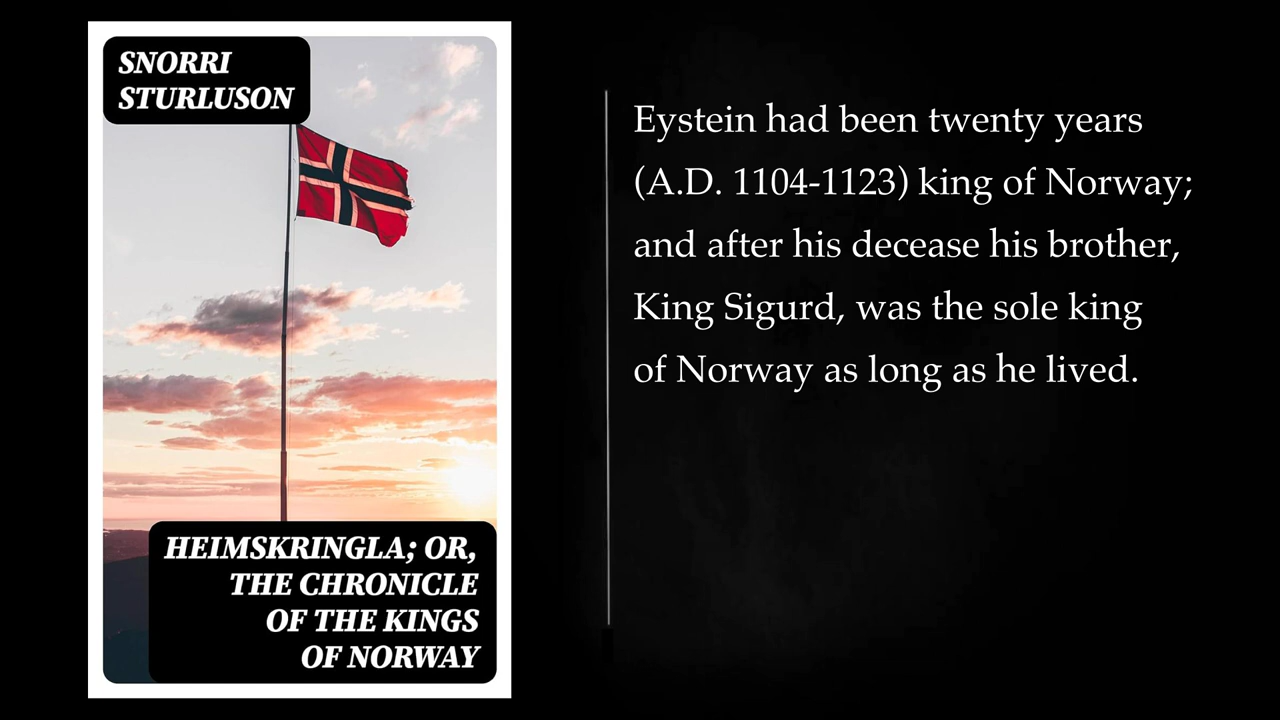 SNORRI
STURLUSON
HEIMSKRINGLA; OR,
THE CHRONICLE
OF THE KINGS
OF NORWAY
Eystein had been twenty years
(A.D. 1104-1123) king of Norway;
and after his decease his brother,
King Sigurd, was the sole king
of Norway as long as he lived.